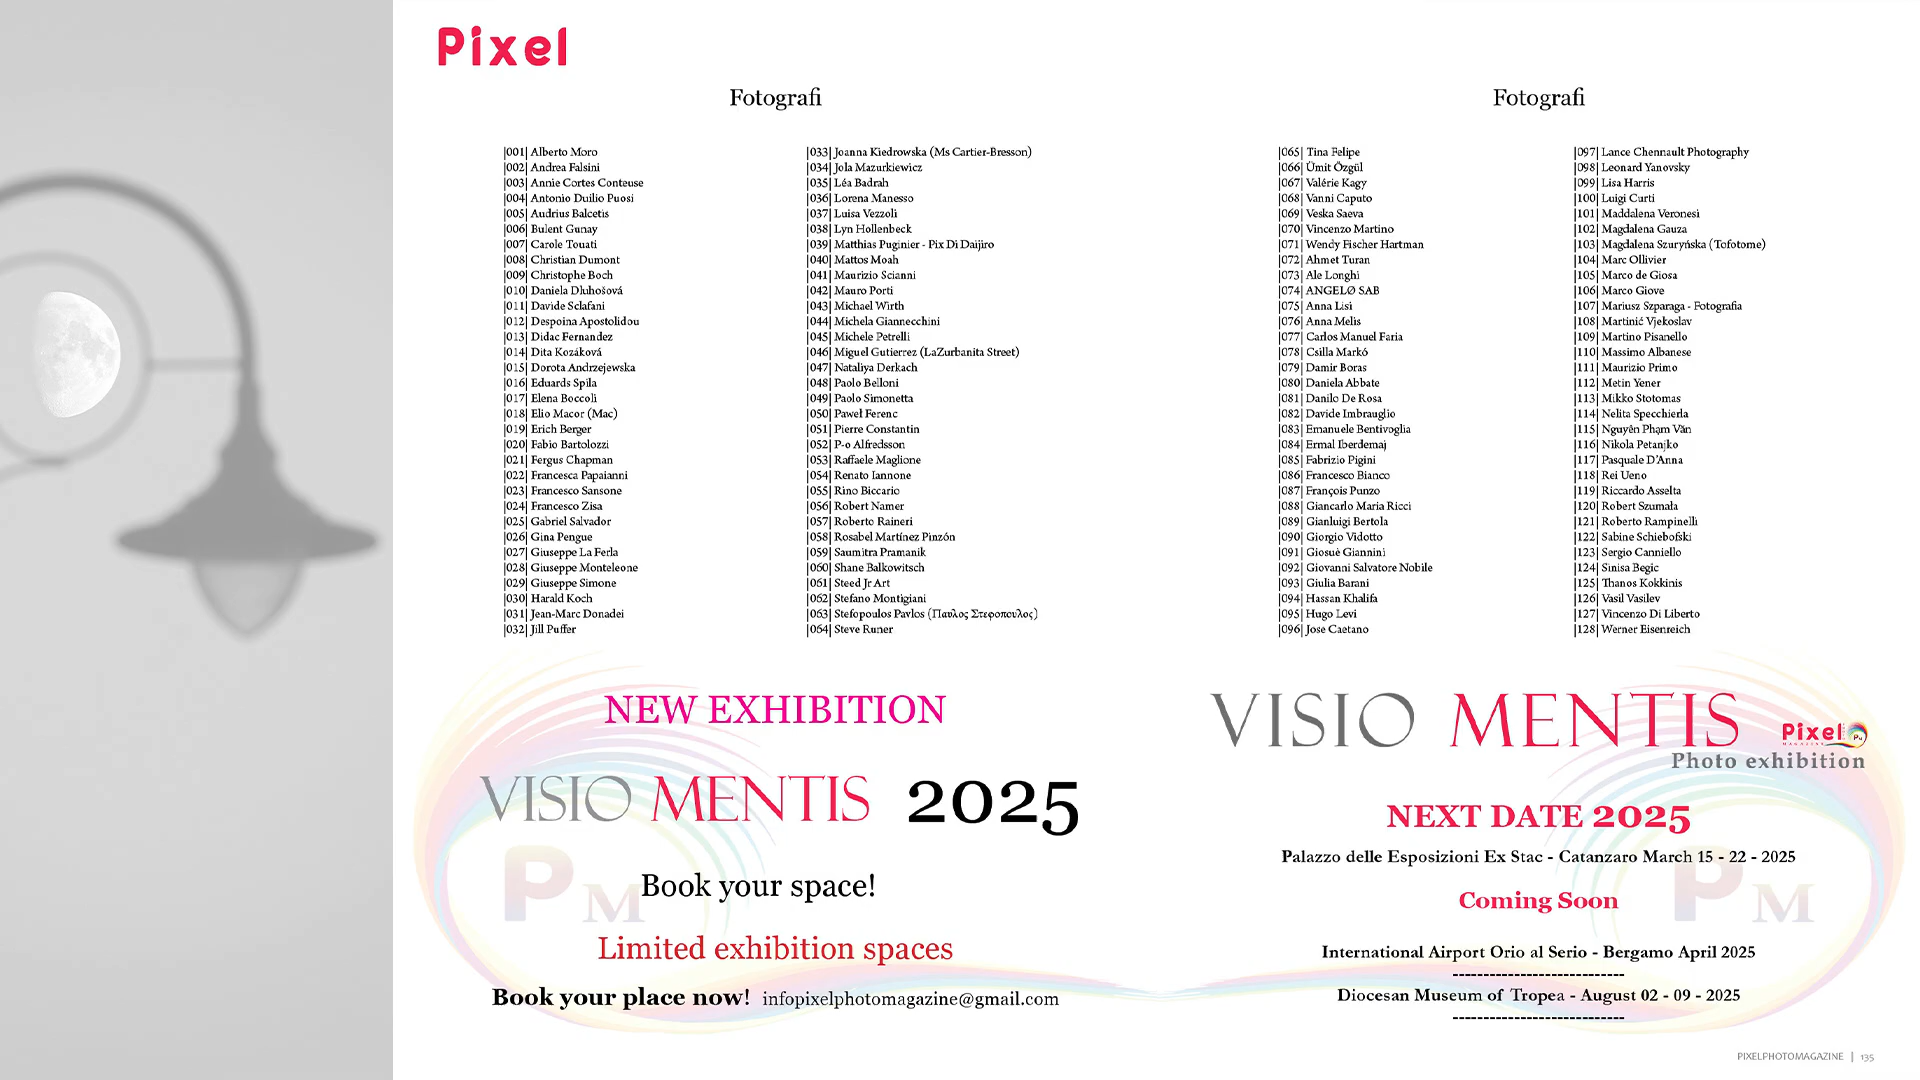 Pixel
Fotografi
|001| Alberto Moro
|002| Andrea Falsini
|003| Annie Cortes Conteuse
|004| Antonio Duilio Puosi
|005| Audrius Balcetis
|006| Bulent Gunay
|007| Carole Touati
|008| Christian Dumont
|009| Christophe Boch
|010| Daniela Dluhošová
|011| Davide Sclafani
|012| Despoina Apostolidou
|013| Didac Fernandez
|014| Dita Kozáková
|015| Dorota Andrzejewska
|016| Eduards Spila
|017| Elena Boccoli
|018| Elio Macor (Mac)
|019| Erich Berger
|020| Fabio Bartolozzi
|021| Fergus Chapman
|022| Francesca Papaianni
|023| Francesco Sansone
|024| Francesco Zisa
|025| Gabriel Salvador
|026| Gina Pengue
|027| Giuseppe La Ferla
|028| Giuseppe Monteleone
|029| Giuseppe Simone
|030| Harald Koch
|031| Jean-Marc Donadei
|032| Jill Puffer
|033| Joanna Kiedrowska (Ms Cartier-Bresson)
|034| Jola Mazurkiewicz
|035| Léa Badrah
|036| Lorena Manesso
|037| Luisa Vezzoli
|038| Lyn Hollenbeck
|039| Matthias Puginier - Pix Di Daijiro
|040| Mattos Moah
|041| Maurizio Scianni
|042| Mauro Porti
|043| Michael Wirth
|044| Michela Giannecchini
|045| Michele Petrelli
|046| Miguel Gutierrez (LaZurbanita Street)
|047| Nataliya Derkach
|048| Paolo Belloni
|049| Paolo Simonetta
|050| Paweł Ferenc
|051| Pierre Constantin
|052| P-o Alfredsson
|053| Raffaele Maglione
|054| Renato Iannone
|055| Rino Biccario
|056| Robert Namer
|057| Roberto Raineri
|058| Rosabel Martínez Pinzón
|059| Saumitra Pramanik
|060| Shane Balkowitsch
|061| Steed Jr Art
|062| Stefano Montigiani
|063| Stefopoulos Pavlos (Παυλος Στεφοπουλος)
|064| Steve Runer
NEW EXHIBITION
VISIO MENTIS 2025
Book your space!
PM
Limited exhibition spaces
Book your place now! infopixelphotomagazine@gmail.com
Fotografi
|065| Tina Felipe
|066| Ümit Özgül
|067| Valérie Kagy
|068| Vanni Caputo
|069| Veska Saeva
|070| Vincenzo Martino
|071| Wendy Fischer Hartman
|072| Ahmet Turan
|073| Ale Longhi
|074| ANGELØ SAB
|075| Anna Lisi
|076| Anna Melis
|077| Carlos Manuel Faria
|078| Csilla Markó
|079| Damir Boras
|080| Daniela Abbate
|081| Danilo De Rosa
|082| Davide Imbrauglio
|083| Emanuele Bentivoglia
|084| Ermal Iberdemaj
|085| Fabrizio Pigini
|086| Francesco Bianco
|087| François Punzo
|088| Giancarlo Maria Ricci
|089| Gianluigi Bertola
|090| Giorgio Vidotto
|091| Giosuè Giannini
|092| Giovanni Salvatore Nobile
|093| Giulia Barani
|094| Hassan Khalifa
|095| Hugo Levi
|096| Jose Caetano
|097| Lance Chennault Photography
|098| Leonard Yanovsky
|099| Lisa Harris
|100| Luigi Curti
|101| Maddalena Veronesi
|102| Magdalena Gauza
|103| Magdalena Szuryńska (Tofotome)
|104| Marc Ollivier
|105| Marco de Giosa
|106| Marco Giove
|107| Mariusz Szparaga - Fotografia
|108| Martinić Vjekoslav
|109| Martino Pisanello
|110| Massimo Albanese
|111| Maurizio Primo
|112| Metin Yener
|113| Mikko Stotomas
|114| Nelita Specchierla
|115| Nguyên Phạm Văn
|116| Nikola Petanjko
|117| Pasquale D'Anna
|118| Rei Ueno
|119| Riccardo Asselta
|120| Robert Szumała
|121| Roberto Rampinelli
|122| Sabine Schiebofski
|123| Sergio Canniello
|124| Sinisa Begic
|125| Thanos Kokkinis
|126| Vasil Vasilev
|127| Vincenzo Di Liberto
|128| Werner Eisenreich
VISIO MENTIS
Pixel
MAGAZINE
Photo exhibition
NEXT DATE 2025
Palazzo delle Esposizioni Ex Stac - Catanzaro March 15 - 22 - 2025
Coming Soon
PM
International Airport Orio al Serio - Bergamo April 2025
----------------------------
Diocesan Museum of Tropea - August 02 - 09 - 2025
----------------------------
PIXELPHOTOMAGAZINE | 135